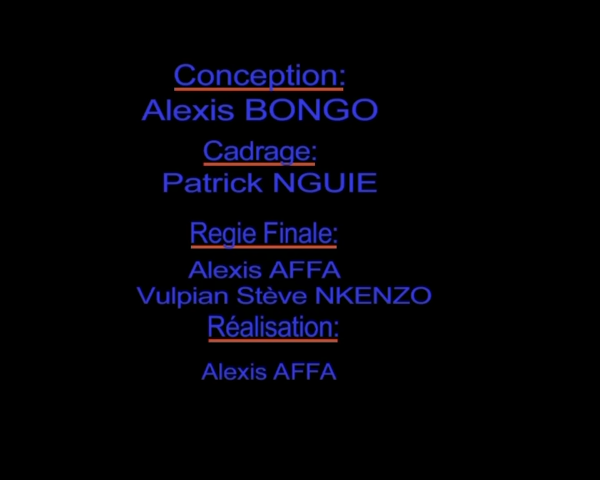 Conception:
Alexis BONGO
Cadrage:
Patrick NGUIE
Regie Finale:
Alexis AFFA
Vulpian Stève NKENZO
Réalisation:
Alexis AFFA